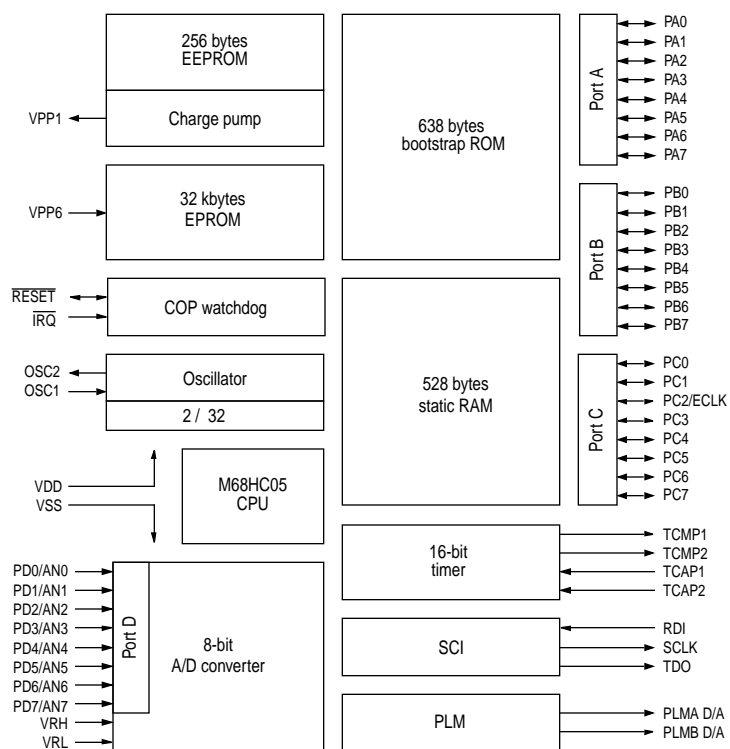 256 bytes
EEPROM
Charge pump
VPP1
32 kbytes
EPROM
VPP6
COP watchdog
RESET
IRQ
OSC2
OSC1
Oscillator
2 / 32
VDD
VSS
M68HC05
CPU
PD0/AN0
PD1/AN1
PD2/AN2
PD3/AN3
PD4/AN4
PD5/AN5
PD6/AN6
PD7/AN7
VRH
VRL
Port D
8-bit
A/D converter
638 bytes
bootstrap ROM
528 bytes
static RAM
16-bit
timer
SCI
PLM
Port A
PA0
PA1
PA2
PA3
PA4
PA5
PA6
PA7
Port B
PB0
PB1
PB2
PB3
PB4
PB5
PB6
PB7
Port C
PC0
PC1
PC2/ECLK
PC3
PC4
PC5
PC6
PC7
TCMP1
TCMP2
TCAP1
TCAP2
RDI
SCLK
TDO
PLMA D/A
PLMB D/A